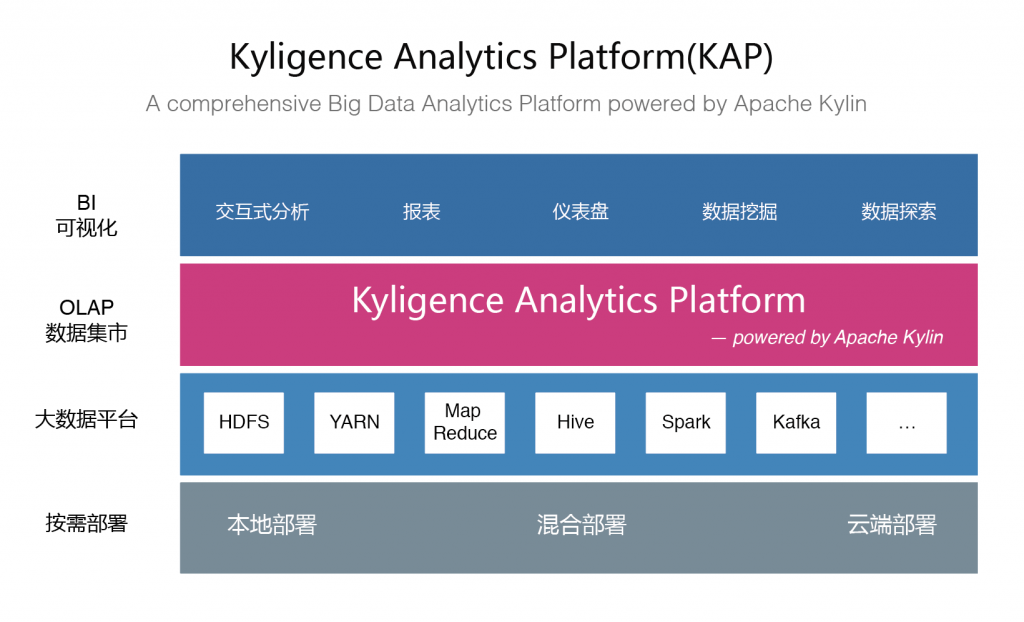 Kyligence Analytics Platform(KAP)
A comprehensive Big Data Analytics Platform powered by Apache Kylin
BI
可视化
交互式分析 报表 仪表盘 数据挖掘 数据探索
OLAP
数据集市
Kyligence Analytics Platform
— powered by Apache Kylin
大数据平台
HDFS
YARN
Map
Reduce
Hive
Spark
Kafka
...
按需部署
本地部署 混合部署 云端部署